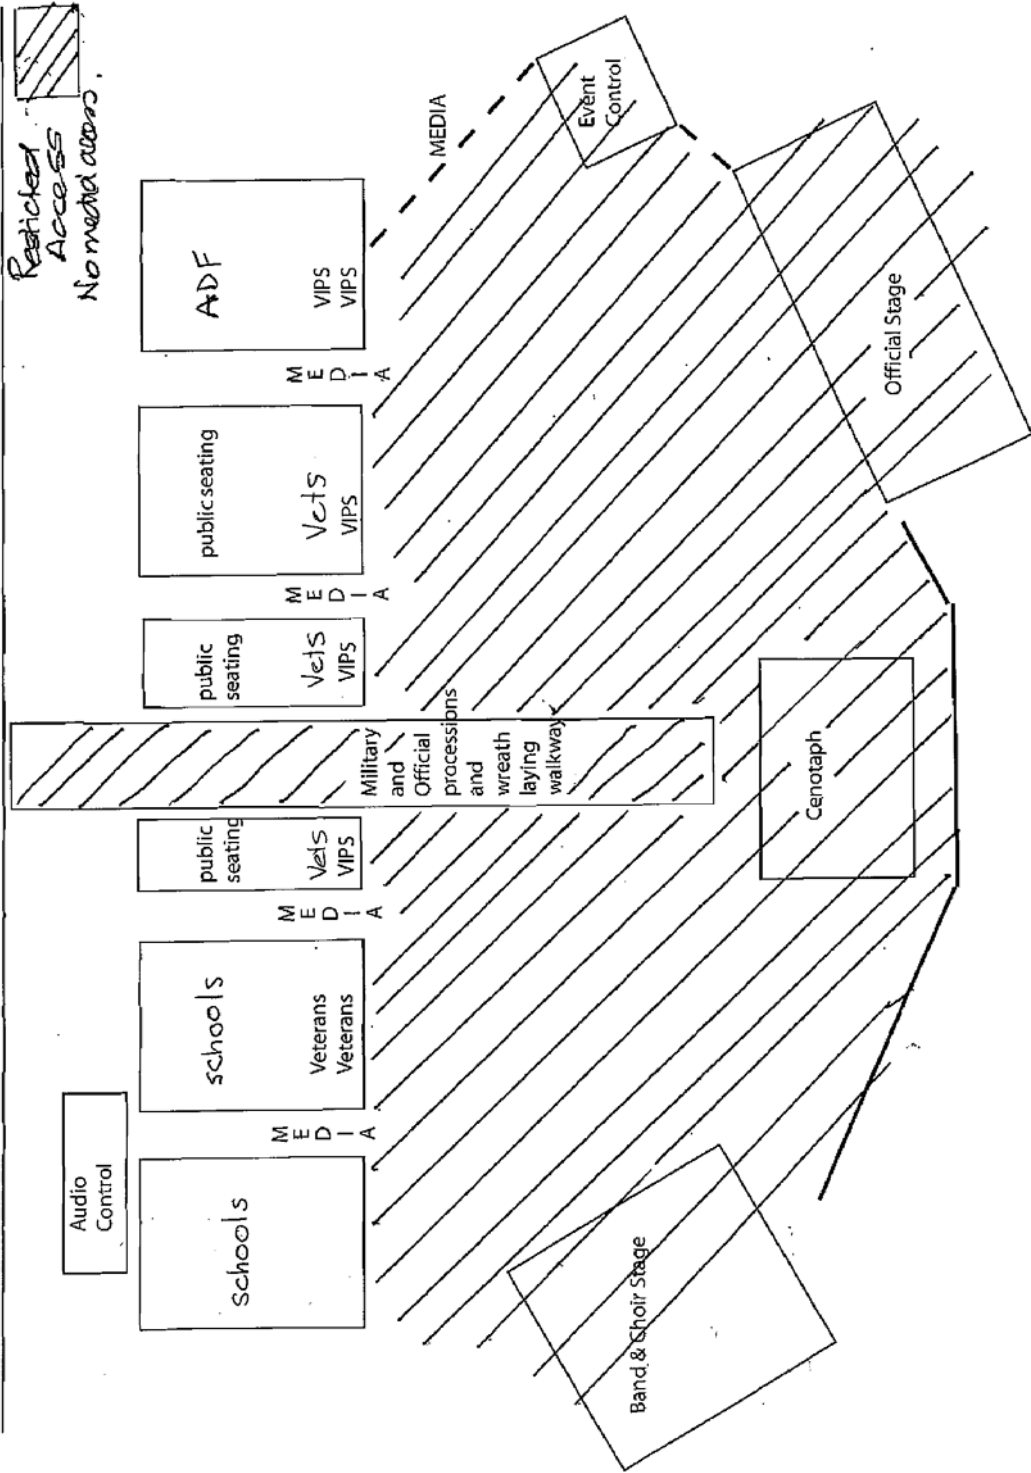 Resticted
Access
No media access.
Audio
Control
schools
MEDIA
schools
Veterans
Veterans
MEDIA
public
seating
Vets
VIPS
Military
and
Official
processions
and
wreath
laying
walkway
public
seating
Vets
VIPS
MEDIA
public seating
Vets
VIPS
MEDIA
ADF
VIPS
VIPS
MEDIA
Event
Control
Band & Choir Stage
Cenotaph
Official Stage